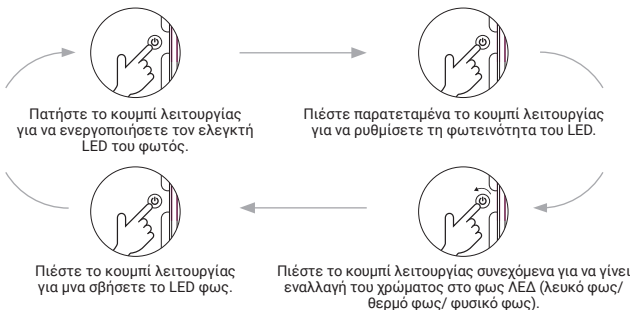 Πατήστε το κουμπί λειτουργίας
για να ενεργοποιήσετε τον ελεγκτή
LED του φωτός.
Πιέστε παρατεταμένα το κουμπί λειτουργίας
για να ρυθμίσετε τη φωτεινότητα του LED.
Πιέστε το κουμπί λειτουργίας
για μνα σβήσετε το LED φως.
Πιέστε το κουμπί λειτουργίας συνεχόμενα για να γίνει
εναλλαγή του χρώματος στο φως ΛΕΔ (λευκό φως/
θερμό φως/ φυσικό φως).